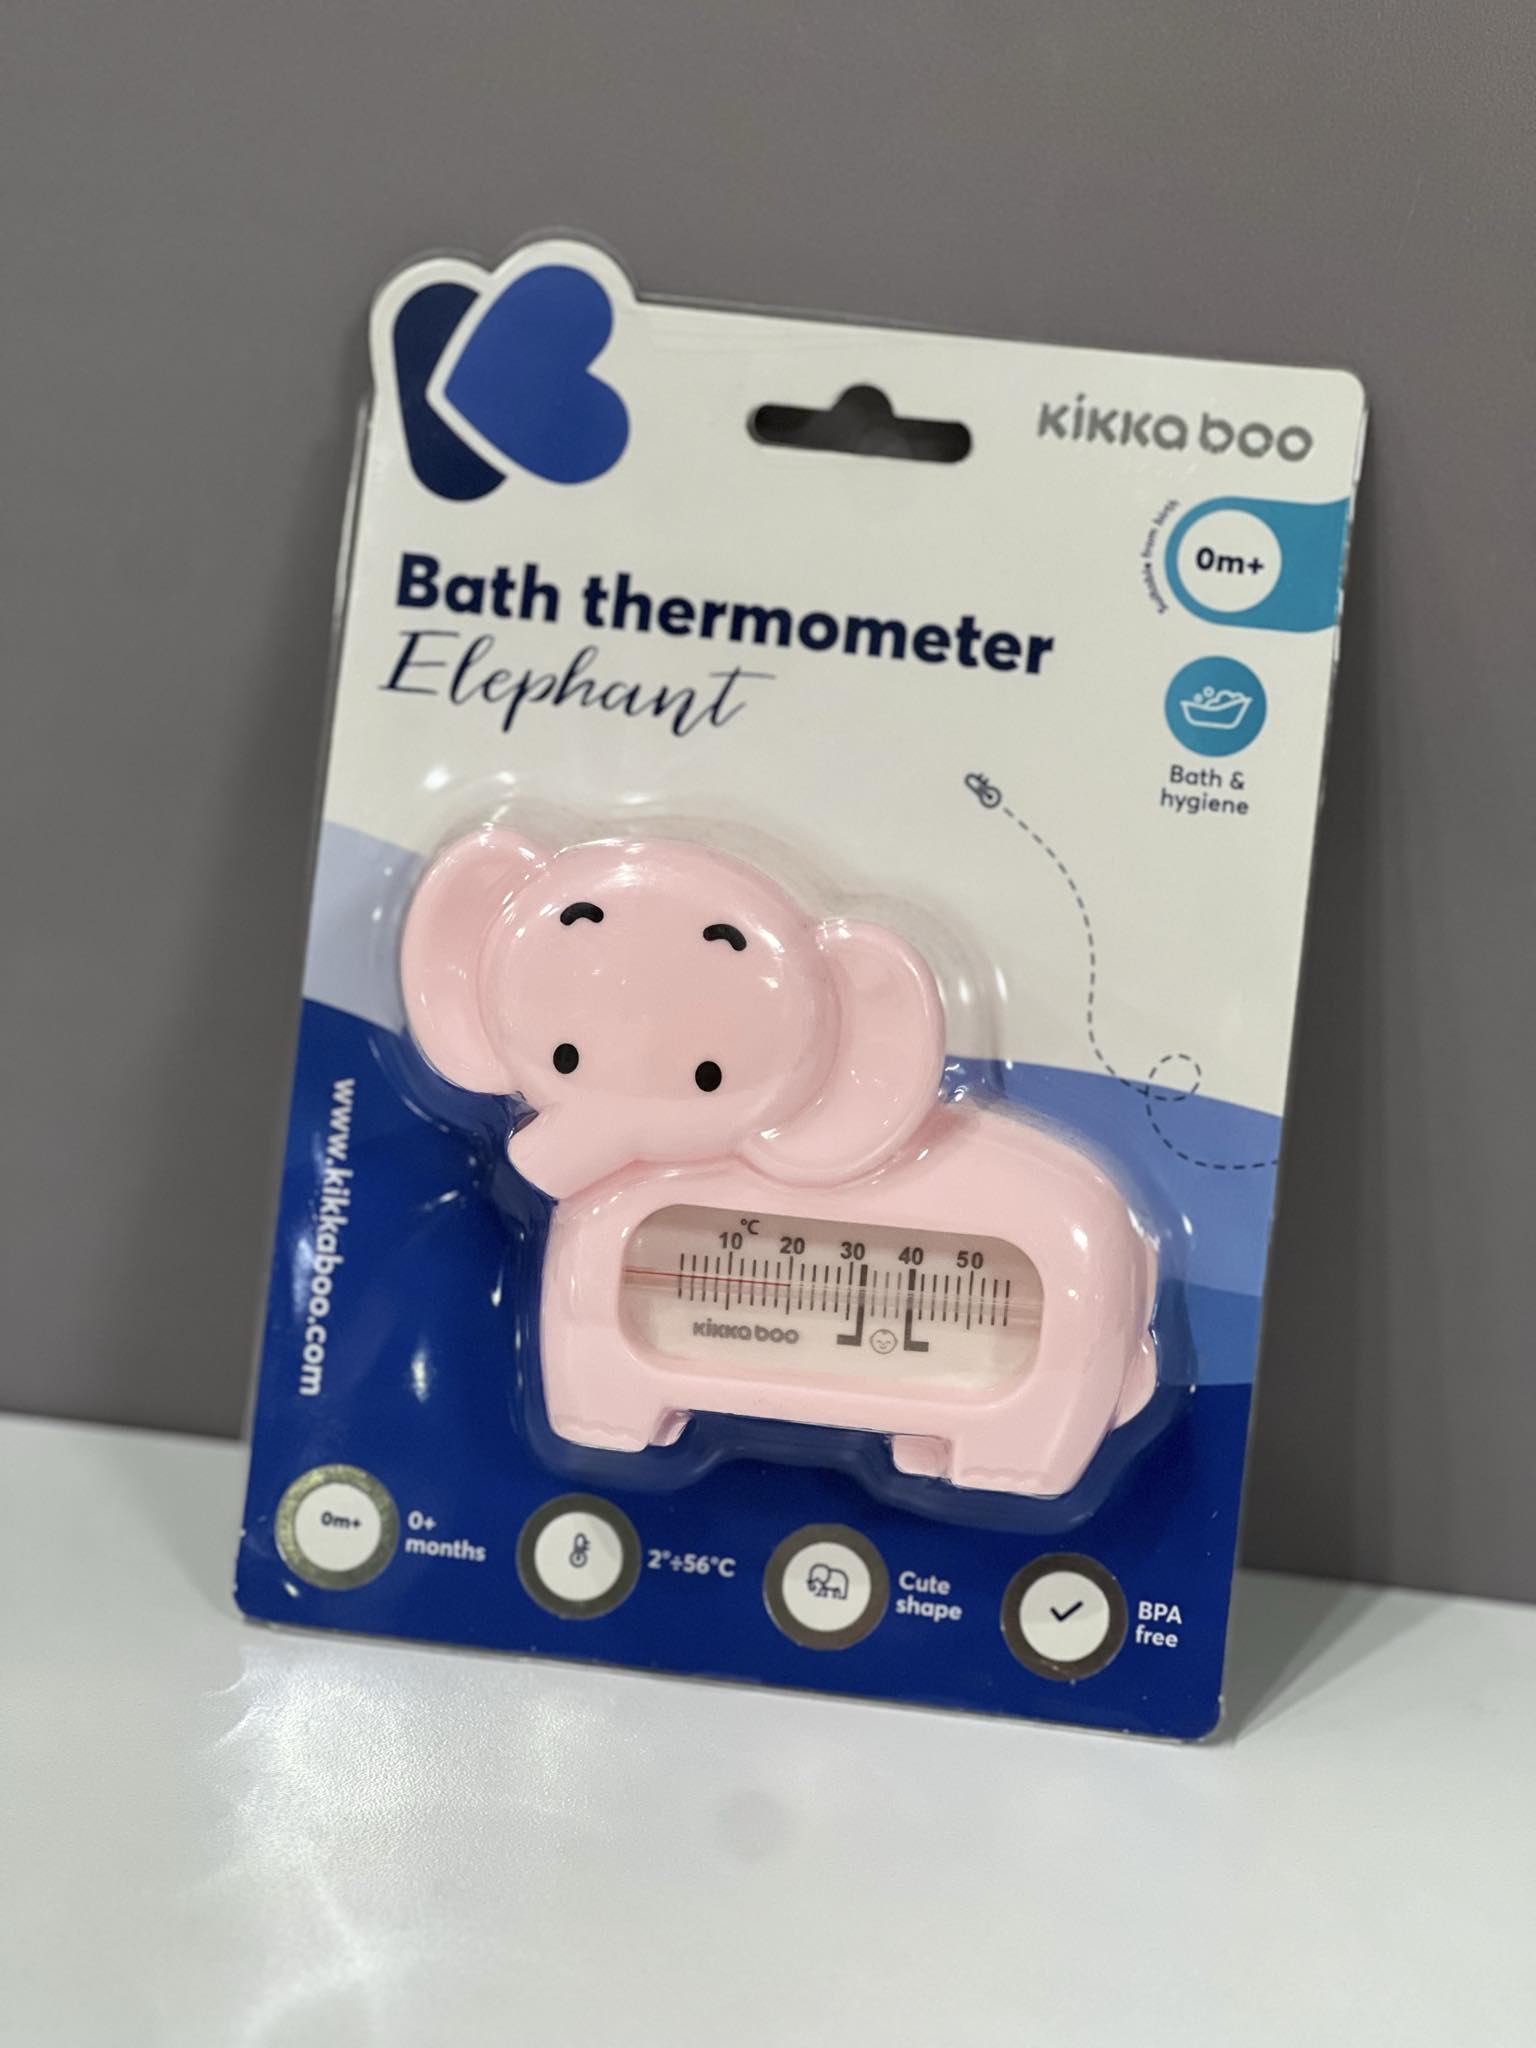 kikka boo
Suitable from birth
0m+
Bath thermometer
Elephant
Bath &
hygiene
°C
10 20 30 40 50
kikka boo
www.kikkaboo.com
0m+
0+
months
2°÷56°C
Cute
shape
BPA
free